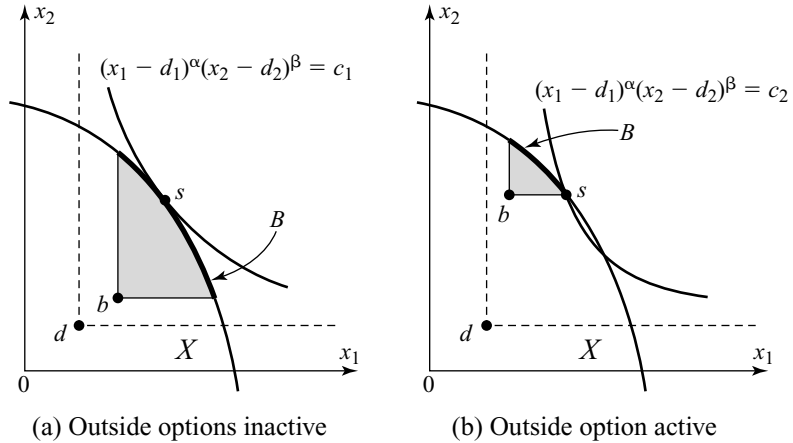 x₂
(x₁ – d₁)^α(x₂ – d₂)^β = c₁
s
B
b
d
X
x₁
0
(a) Outside options inactive
x₂
(x₁ – d₁)^α(x₂ – d₂)^β = c₂
B
s
b
d
X
x₁
0
(b) Outside option active